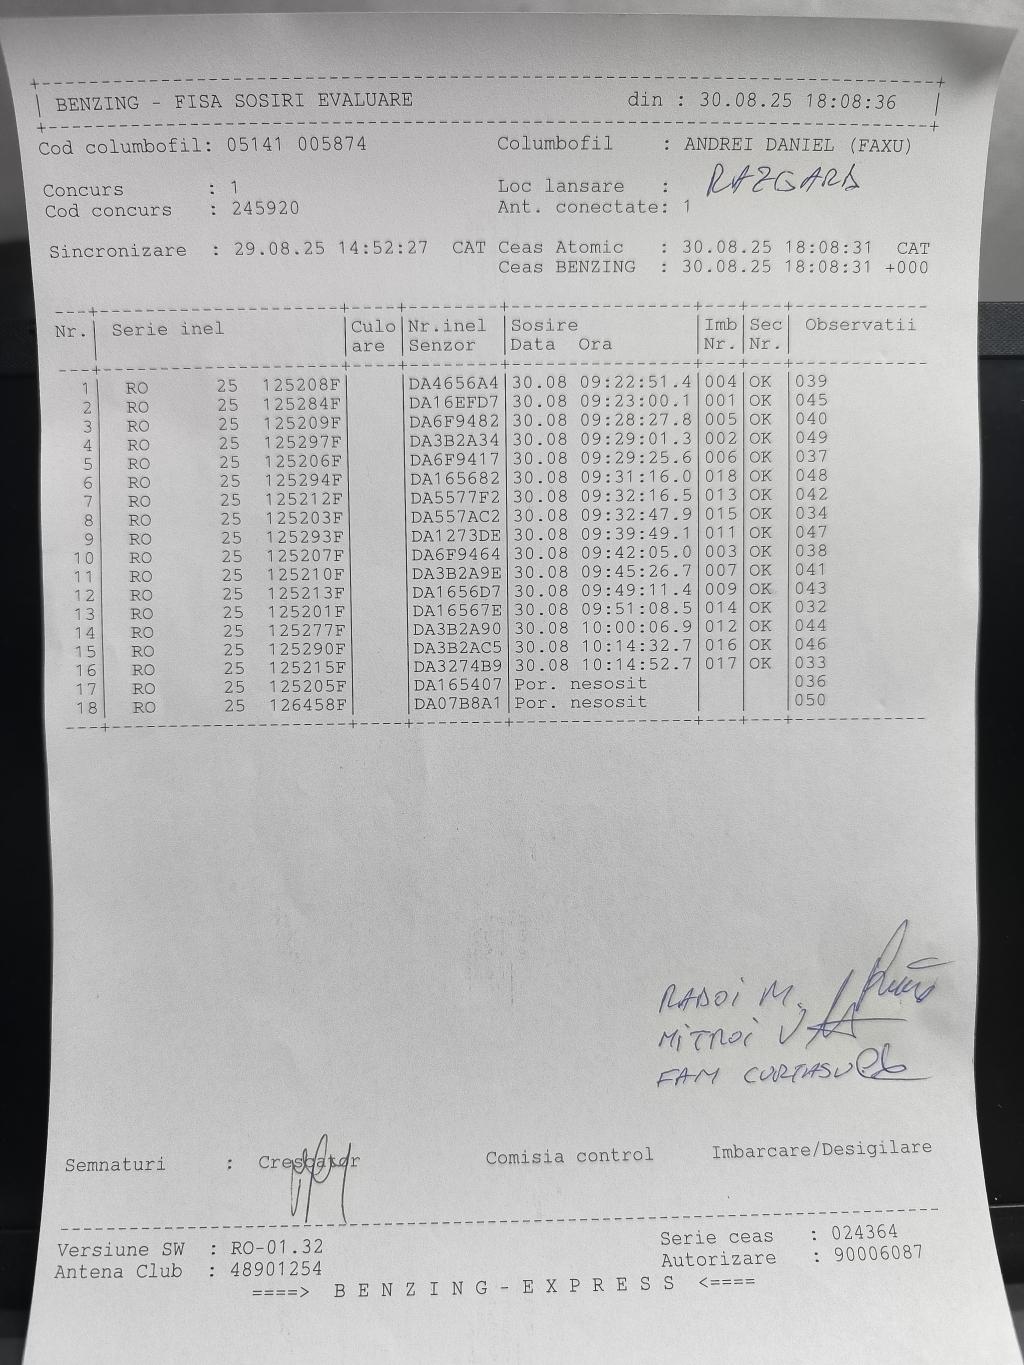 BENZING - FISA SOSIRI EVALUARE din : 30.08.25 18:08:36
Cod columbofil: 05141 005874 Columbofil : ANDREI DANIEL (FAXU)
Concurs : 1 Loc lansare : RAZGARD
Cod concurs : 245920 Ant. conectate: 1
Sincronizare : 29.08.25 14:52:27 CAT Ceas Atomic : 30.08.25 18:08:31 CAT
Ceas BENZING : 30.08.25 18:08:31 +000
Nr. Serie inel Culo Nr.inel Sosire Imb Sec Observatii
are Senzor Data Ora Nr. Nr.
1 RO 25 125208F DA4656A4 30.08 09:22:51.4 004 OK 039
2 RO 25 125284F DA16EFD7 30.08 09:23:00.1 001 OK 045
3 RO 25 125209F DA6F9482 30.08 09:28:27.8 005 OK 040
4 RO 25 125297F DA3B2A34 30.08 09:29:01.3 002 OK 049
5 RO 25 125206F DA6F9417 30.08 09:29:25.6 006 OK 037
6 RO 25 125294F DA165682 30.08 09:31:16.0 018 OK 048
7 RO 25 125212F DA5577F2 30.08 09:32:16.5 013 OK 042
8 RO 25 125203F DA557AC2 30.08 09:32:47.9 015 OK 034
9 RO 25 125293F DA1273DE 30.08 09:39:49.1 011 OK 047
10 RO 25 125207F DA6F9464 30.08 09:42:05.0 003 OK 038
11 RO 25 125210F DA3B2A9E 30.08 09:45:26.7 007 OK 041
12 RO 25 125213F DA1656D7 30.08 09:49:11.4 009 OK 043
13 RO 25 125201F DA16567E 30.08 09:51:08.5 014 OK 032
14 RO 25 125277F DA3B2A90 30.08 10:00:06.9 012 OK 044
15 RO 25 125290F DA3B2AC5 30.08 10:14:32.7 016 OK 046
16 RO 25 125215F DA3274B9 30.08 10:14:52.7 017 OK 033
17 RO 25 125205F DA165407 Por. nesosit 036
18 RO 25 126458F DA07B8A1 Por. nesosit 050
RADOI M.
MITROI V
FAM CURTASU
Semnaturi : Crescator Comisia control Imbarcare/Desigilare
Versiune SW : RO-01.32 Serie ceas : 024364
Antena Club : 48901254 Autorizare : 90006087
====> B E N Z I N G - E X P R E S S <====